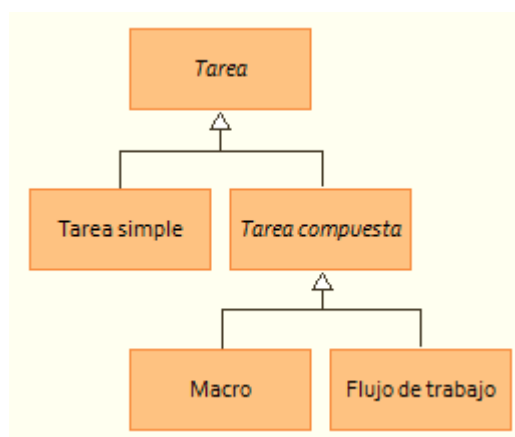 Tarea
Tarea simple
Tarea compuesta
Macro
Flujo de trabajo